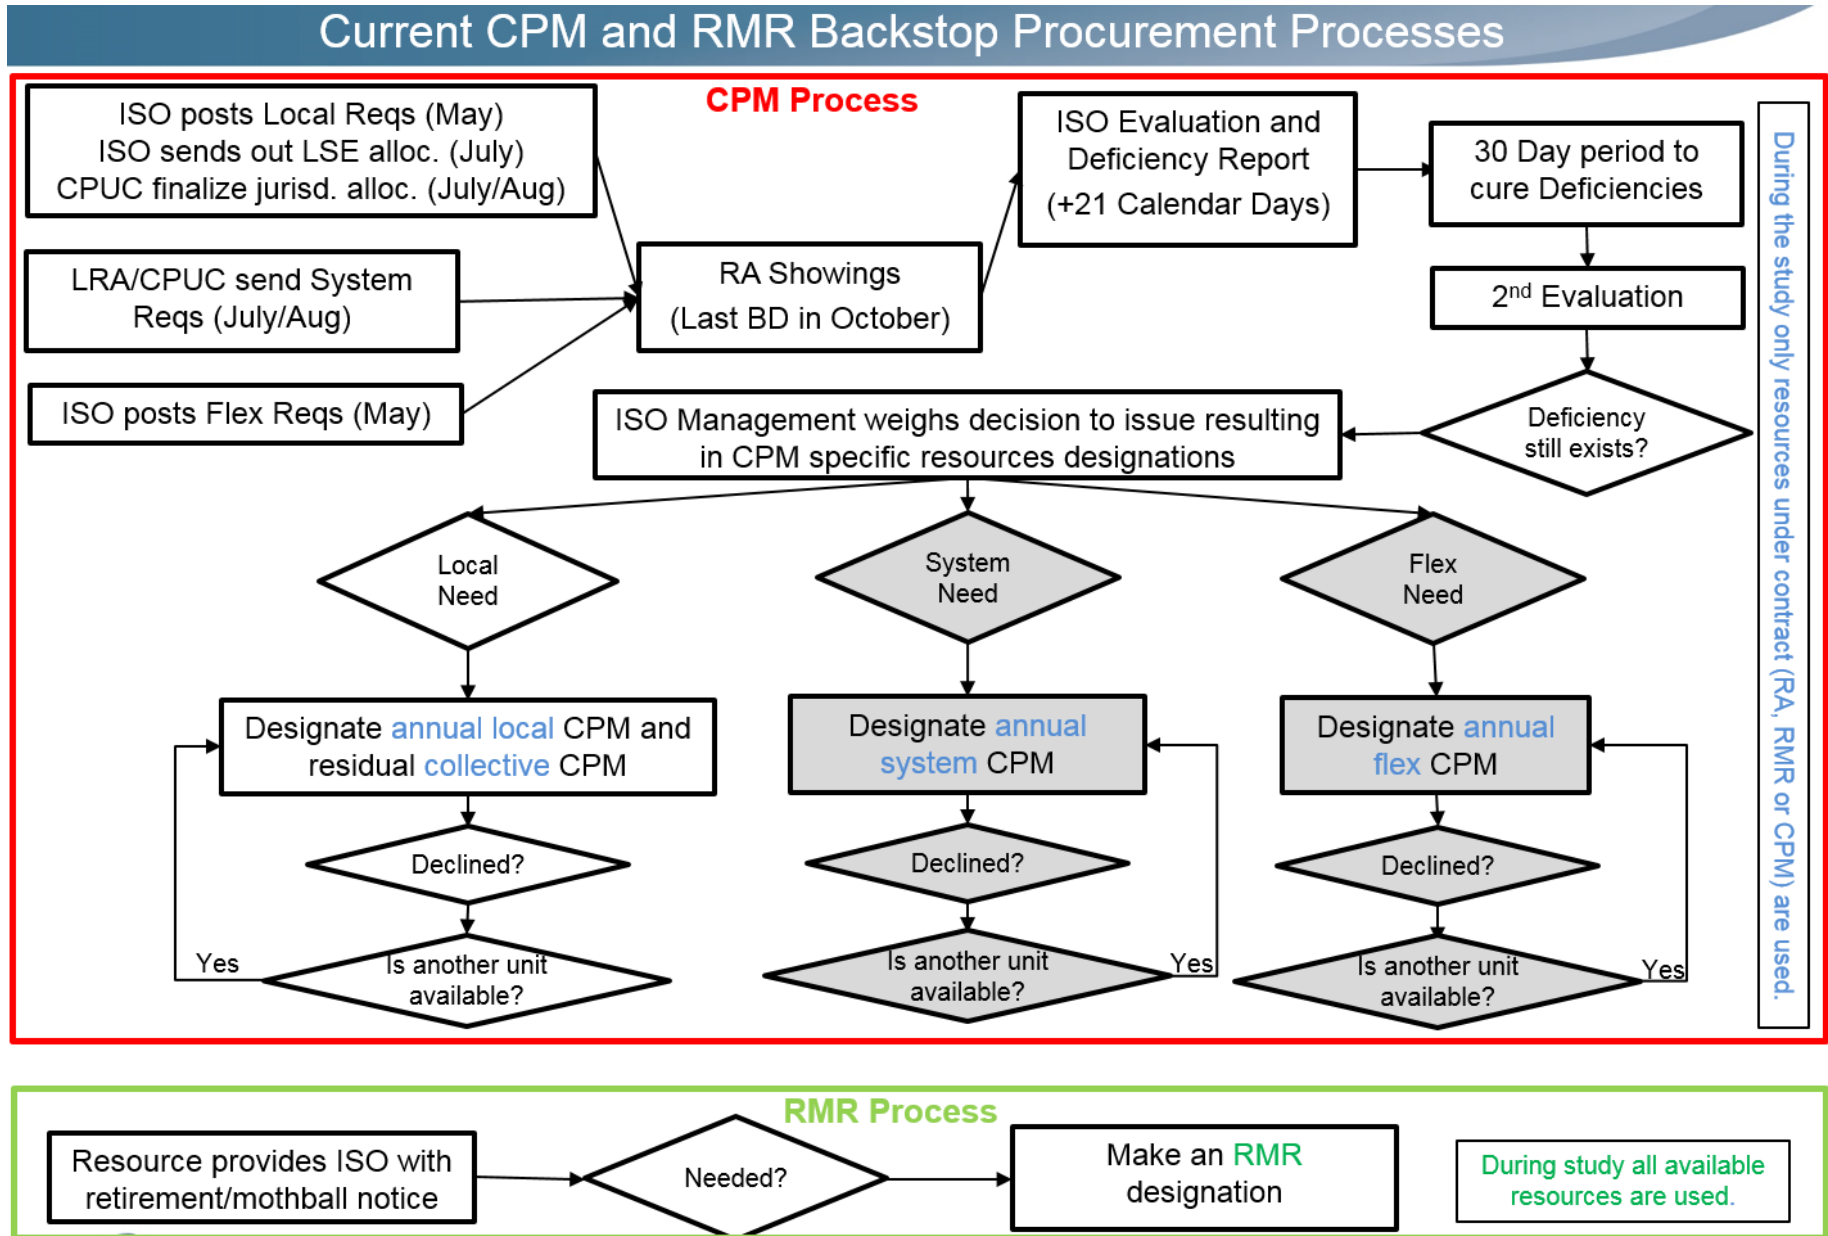 Current CPM and RMR Backstop Procurement Processes
CPM Process
ISO posts Local Reqs (May)
ISO sends out LSE alloc. (July)
CPUC finalize jurisd. alloc. (July/Aug)
LRA/CPUC send System
Reqs (July/Aug)
ISO posts Flex Reqs (May)
RA Showings
(Last BD in October)
ISO Evaluation and
Deficiency Report
(+21 Calendar Days)
30 Day period to
cure Deficiencies
2nd Evaluation
Deficiency
still exists?
ISO Management weighs decision to issue resulting
in CPM specific resources designations
Local
Need
System
Need
Flex
Need
Designate annual local CPM and
residual collective CPM
Designate annual
system CPM
Designate annual
flex CPM
Declined?
Declined?
Declined?
Is another unit
available?
Yes
Is another unit
available?
Yes
Is another unit
available?
Yes
During the study only resources under contract (RA, RMR or CPM) are used.
RMR Process
Resource provides ISO with
retirement/mothball notice
Needed?
Make an RMR
designation
During study all available
resources are used.